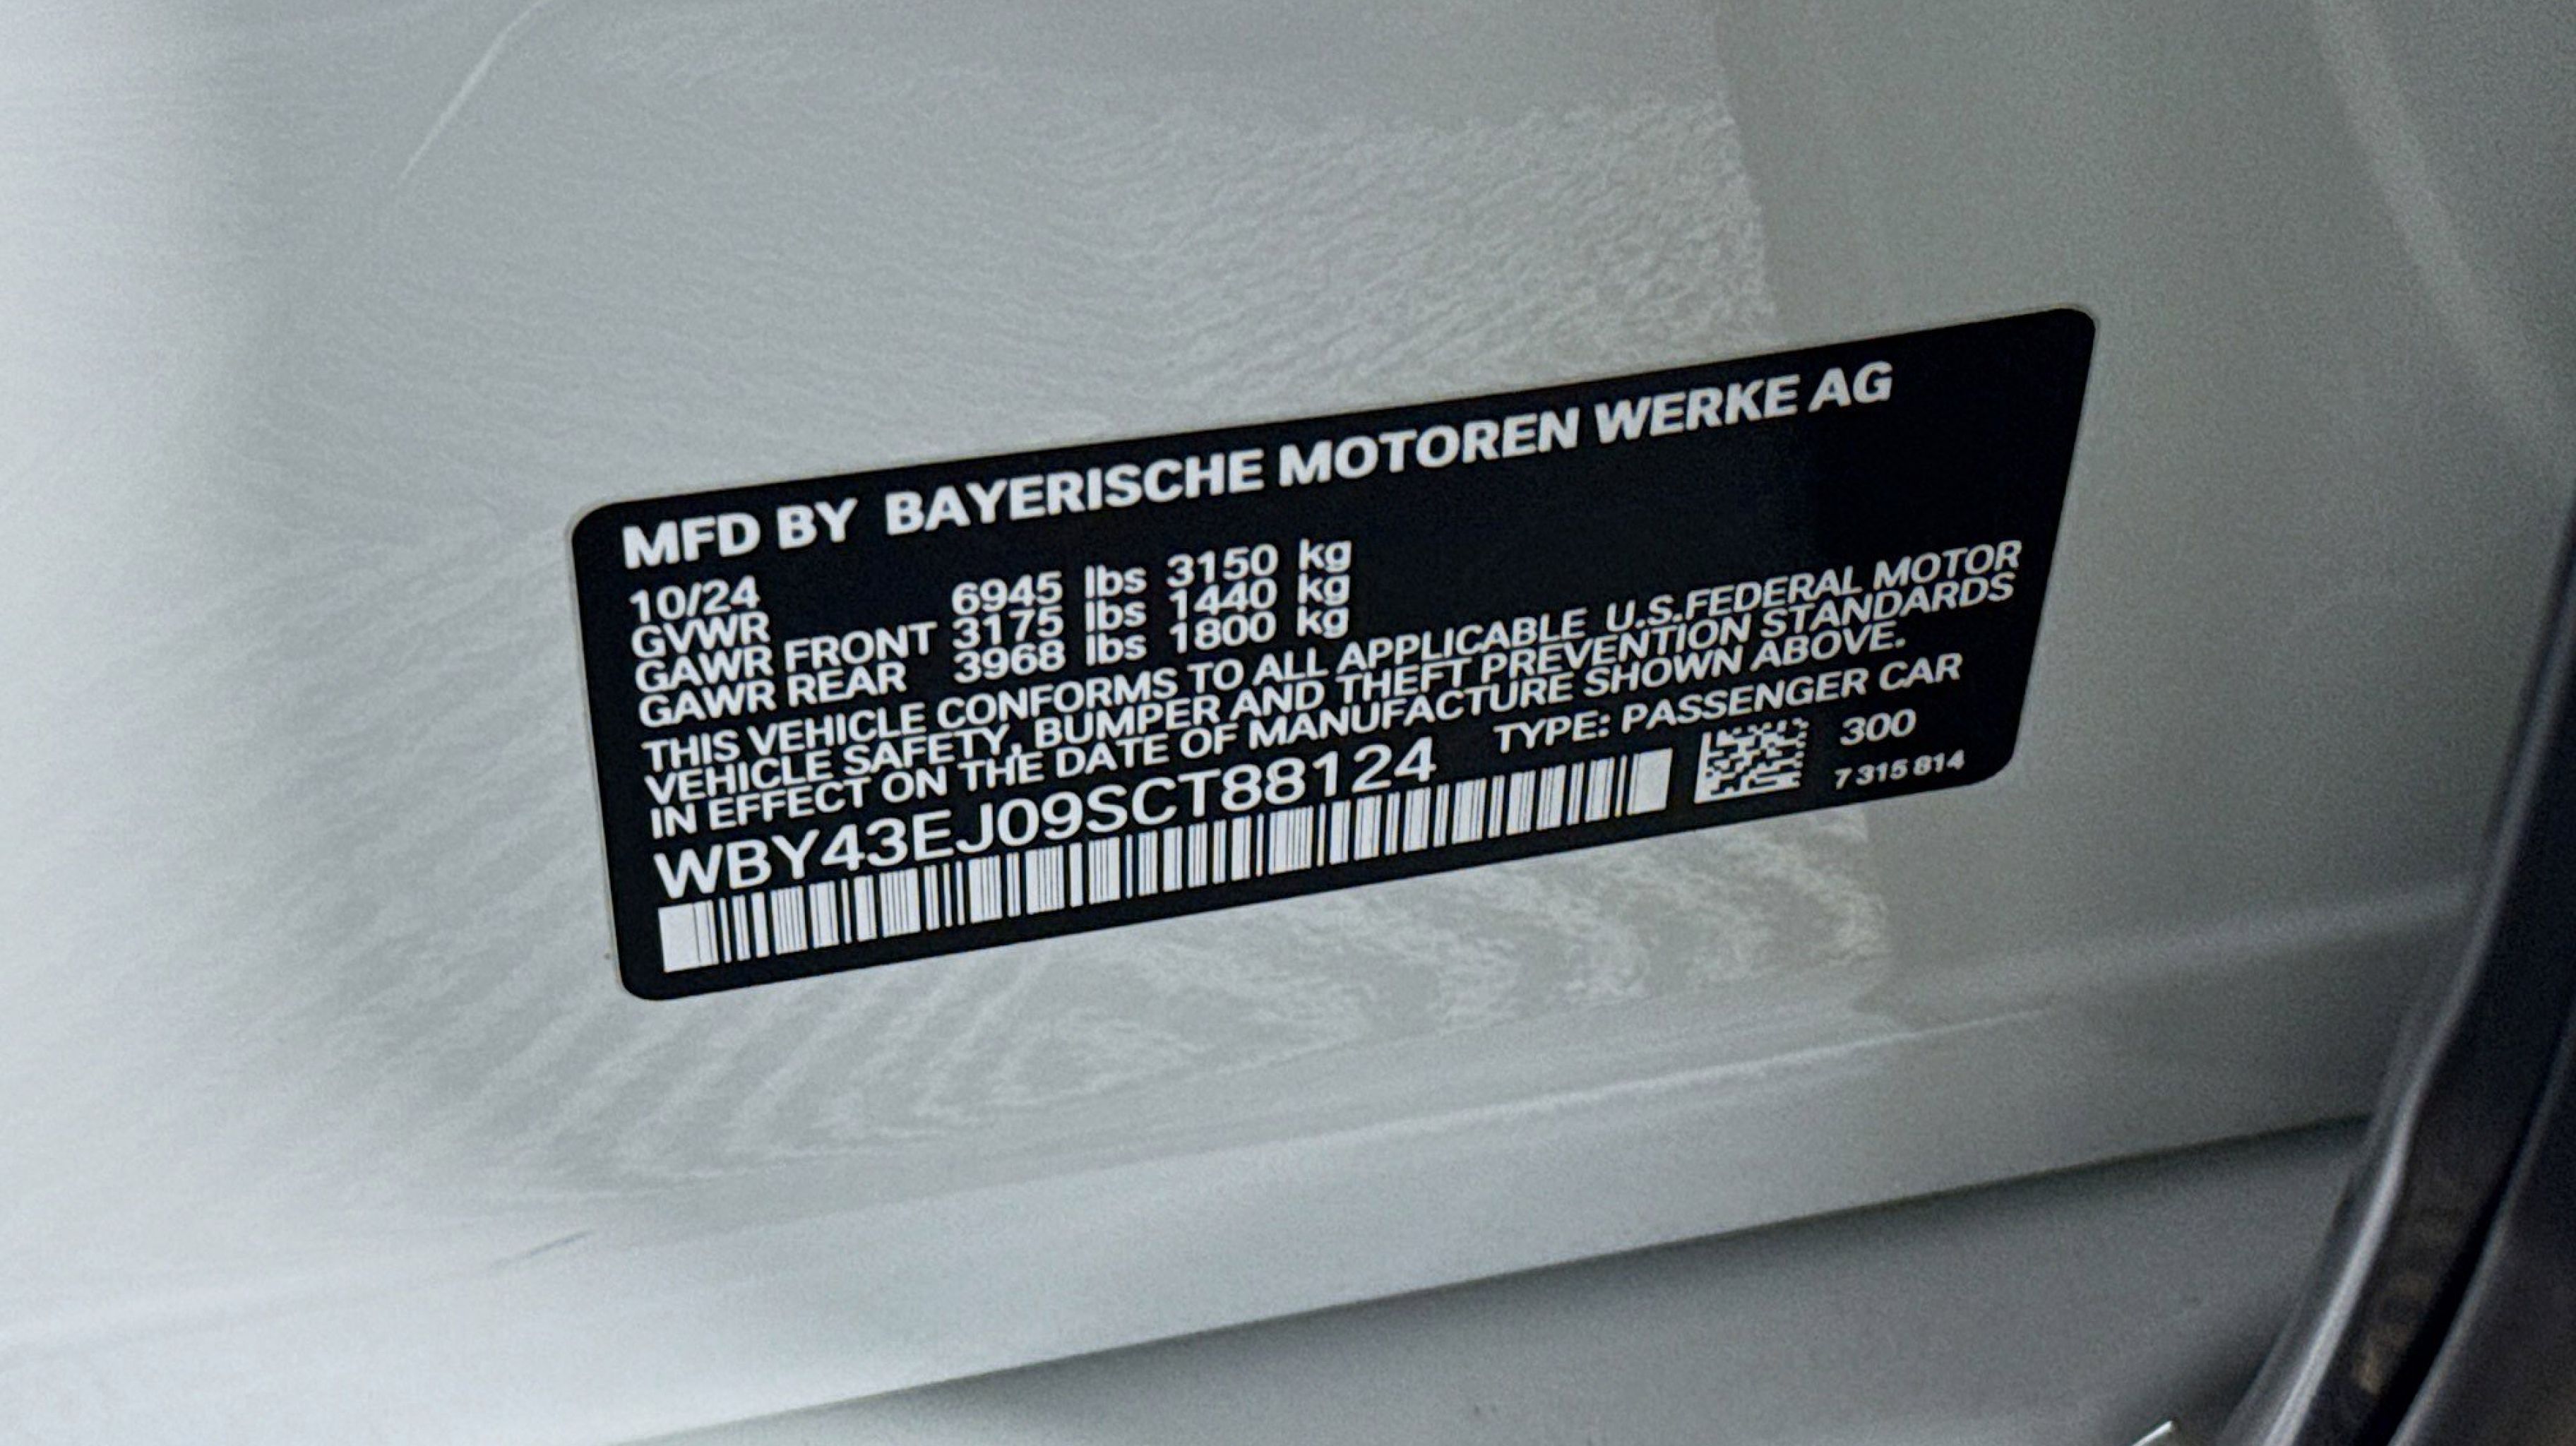 MFD BY BAYERISCHE MOTOREN WERKE AG
10/24
GVWR 6945 lbs 3150 kg
GAWR FRONT 3175 lbs 1440 kg
GAWR REAR 3968 lbs 1800 kg
THIS VEHICLE CONFORMS TO ALL APPLICABLE U.S.FEDERAL MOTOR
VEHICLE SAFETY, BUMPER AND THEFT PREVENTION STANDARDS
IN EFFECT ON THE DATE OF MANUFACTURE SHOWN ABOVE.
WBY43EJ09SCT88124 TYPE: PASSENGER CAR
300
7 315 814